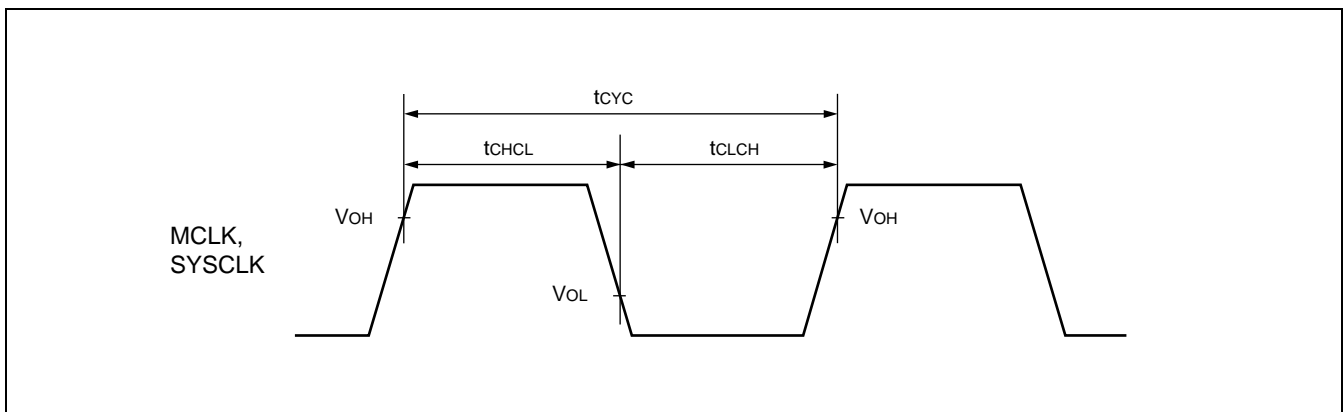 tCYC
tCHCL
tCLCH
VOH
VOH
MCLK,
SYSCLK
VOL